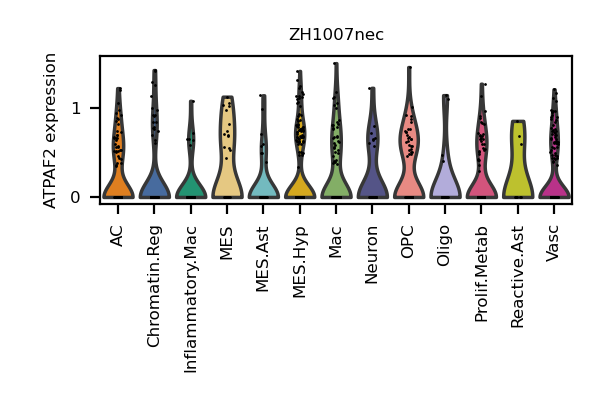 ZH1007nec
ATPAF2 expression
1
0
AC
Chromatin.Reg
Inflammatory.Mac
MES
MES.Ast
MES.Hyp
Mac
Neuron
OPC
Oligo
Prolif.Metab
Reactive.Ast
Vasc